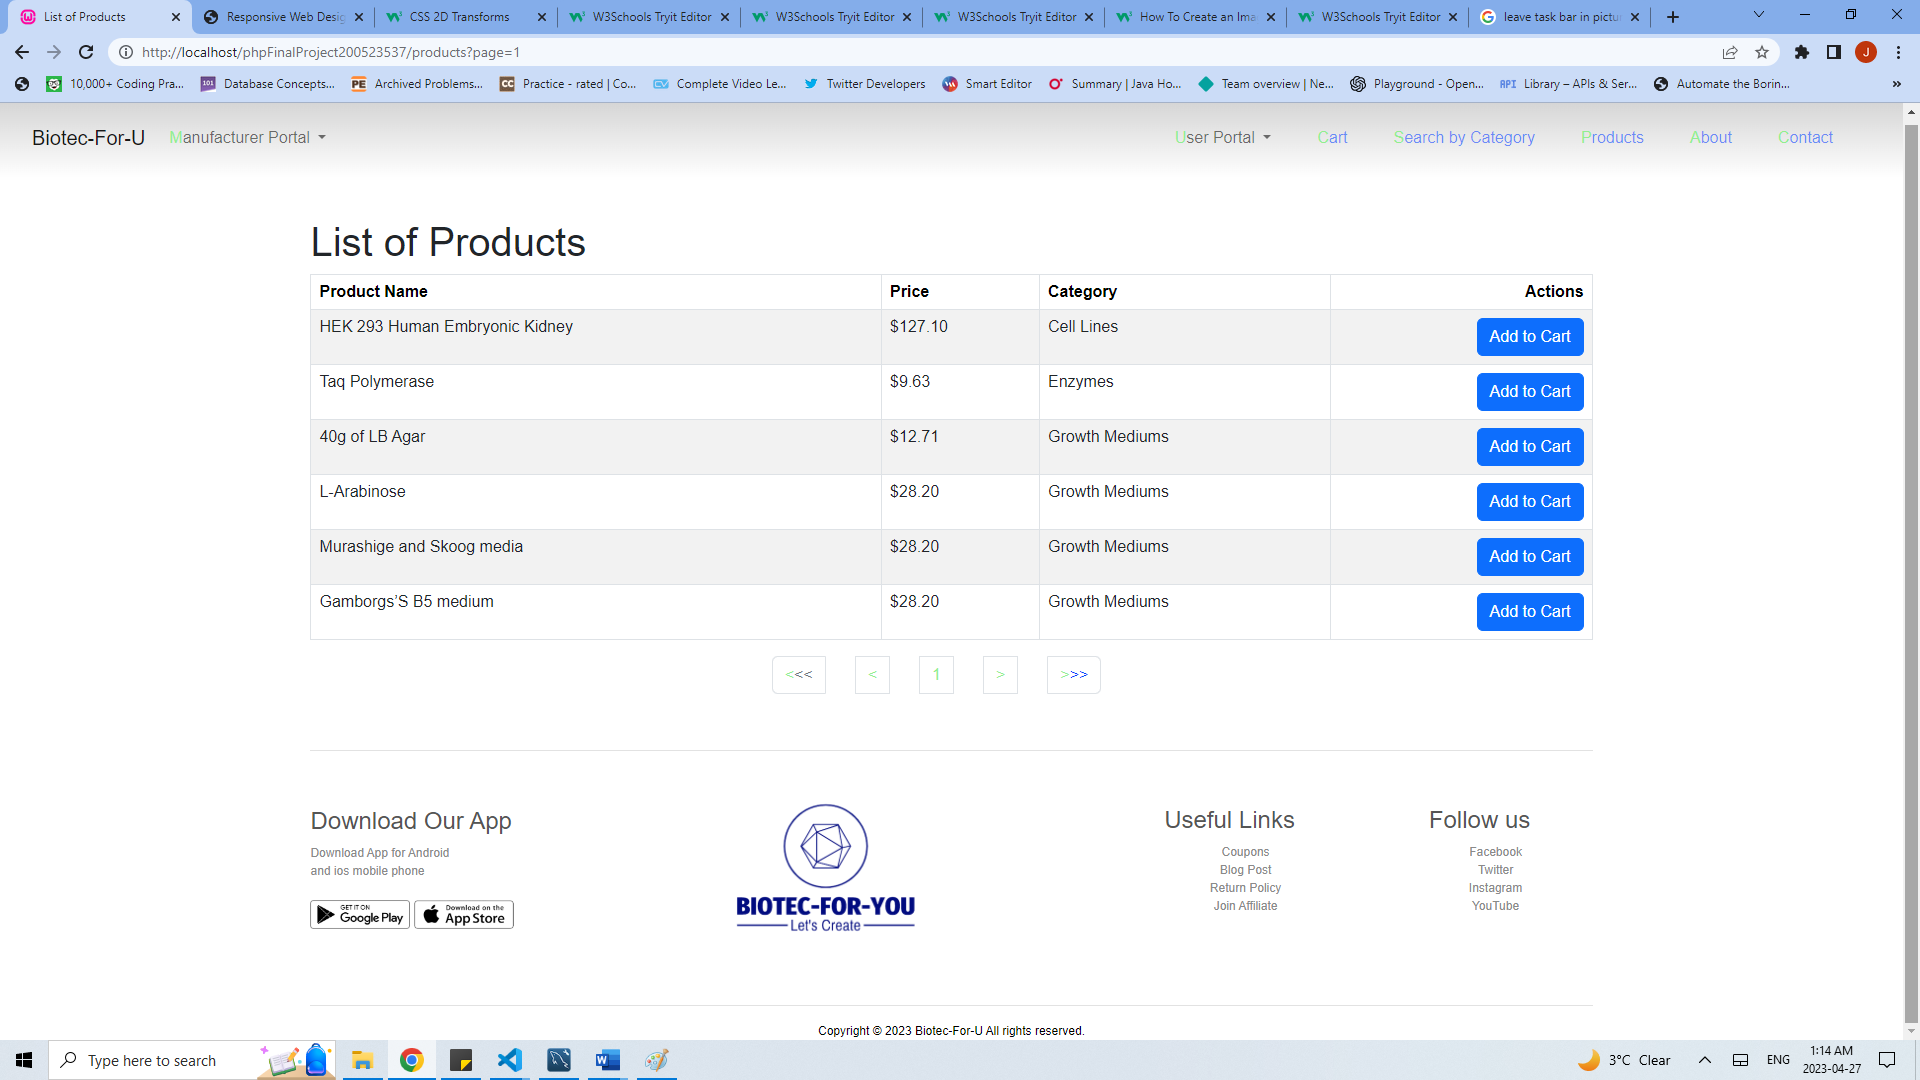 List of Products
Responsive Web Desig
CSS 2D Transforms
W3Schools Tryit Editor
W3Schools Tryit Editor
W3Schools Tryit Editor
How To Create an Ima
W3Schools Tryit Editor
leave task bar in pictu
http://localhost/phpFinalProject200523537/products?page=1
J
10,000+ Coding Pra...
Database Concepts...
Archived Problems...
Practice - rated | Co...
Complete Video Le...
Twitter Developers
Smart Editor
Summary | Java Ho...
Team overview | Ne...
Playground - Open...
API Library – APIs & Ser...
Automate the Borin...
»
Biotec-For-U
Manufacturer Portal
User Portal
Cart
Search by Category
Products
About
Contact
List of Products
Product Name Price Category Actions
HEK 293 Human Embryonic Kidney $127.10 Cell Lines Add to Cart
Taq Polymerase $9.63 Enzymes Add to Cart
40g of LB Agar $12.71 Growth Mediums Add to Cart
L-Arabinose $28.20 Growth Mediums Add to Cart
Murashige and Skoog media $28.20 Growth Mediums Add to Cart
Gamborgs’S B5 medium $28.20 Growth Mediums Add to Cart
<<< < 1 > >>>
Download Our App
Download App for Android
and ios mobile phone
GET IT ON
Google Play
Download on the
App Store
BIOTEC-FOR-YOU
Let's Create
Useful Links
Coupons
Blog Post
Return Policy
Join Affiliate
Follow us
Facebook
Twitter
Instagram
YouTube
Copyright © 2023 Biotec-For-U All rights reserved.
Type here to search
3°C Clear
ENG
1:14 AM
2023-04-27